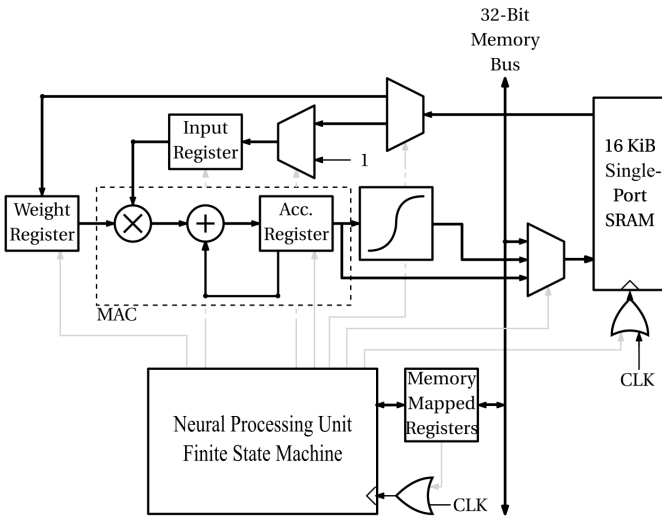 32-Bit
Memory
Bus
Input
Register
1
16 KiB
Single-
Port
SRAM
Weight
Register
Acc.
Register
MAC
CLK
Neural Processing Unit
Finite State Machine
Memory
Mapped
Registers
CLK